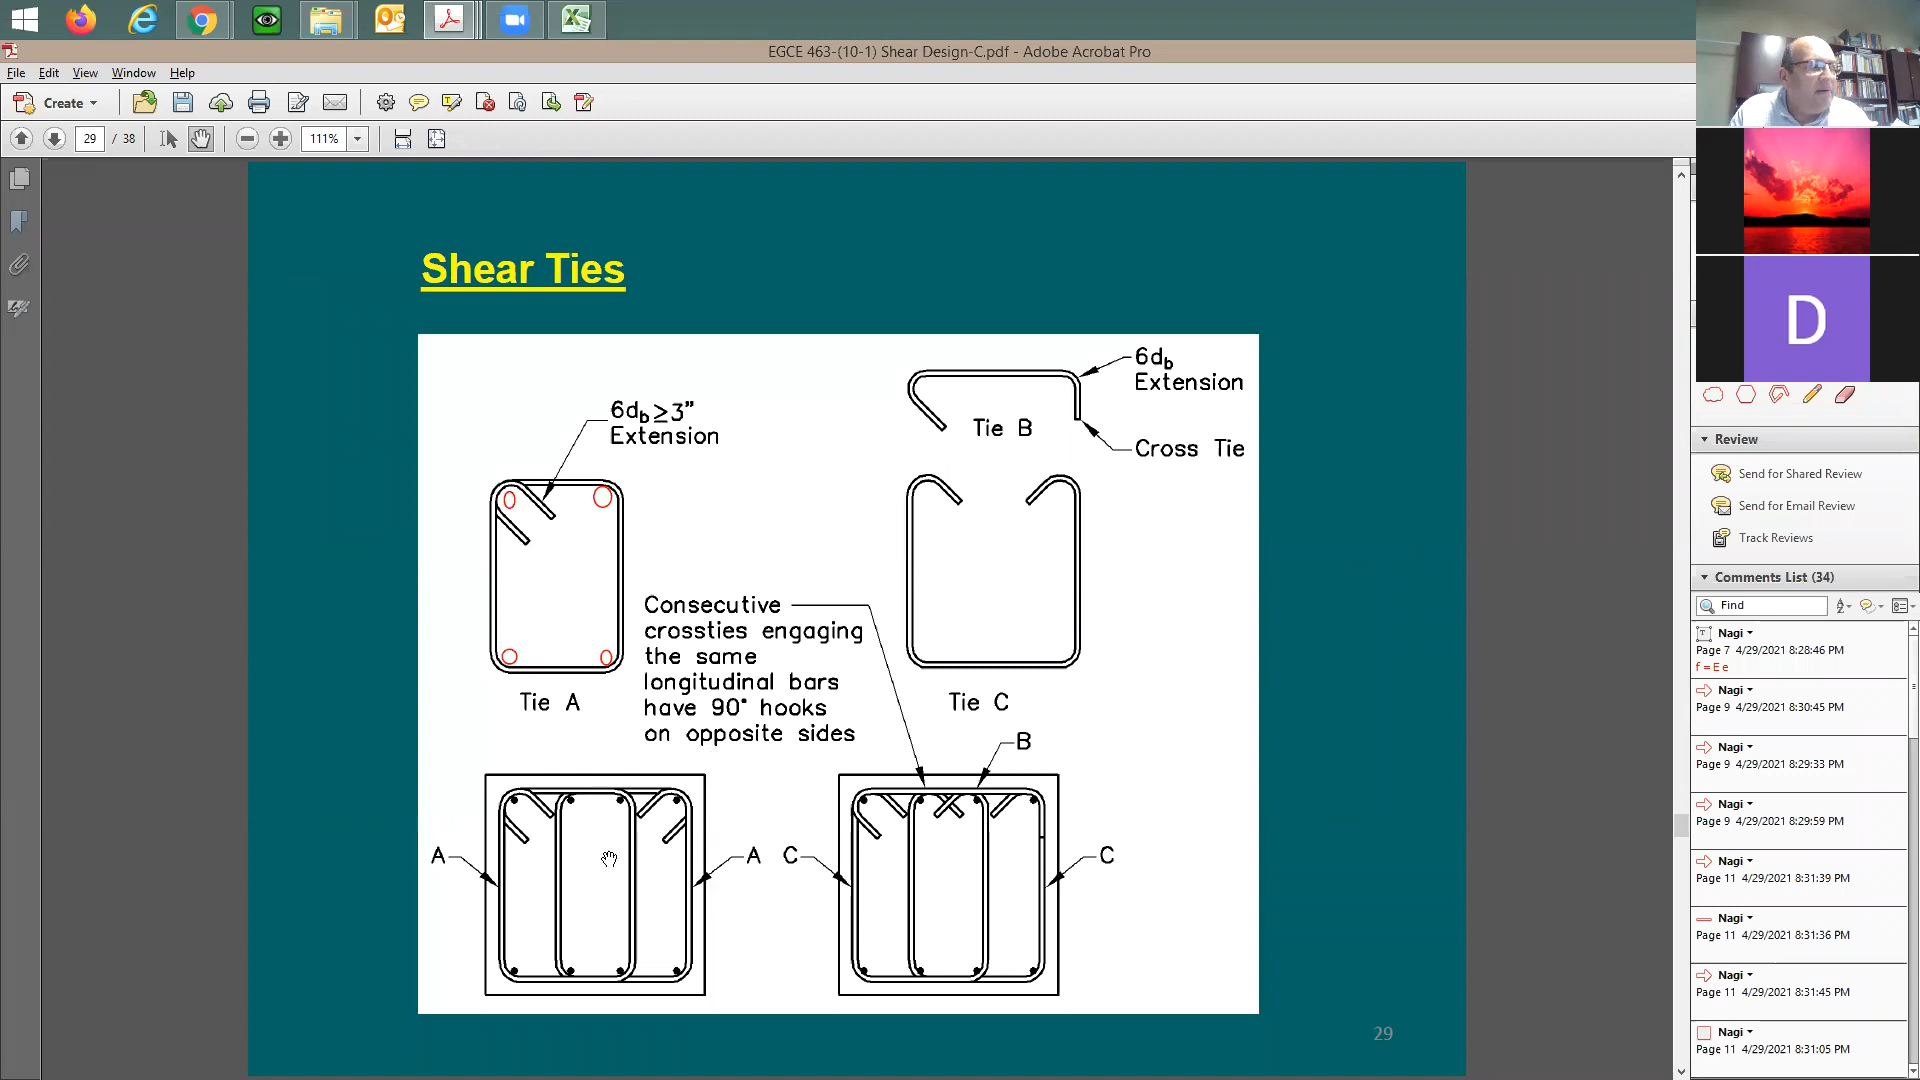 EGCE 463-(10-1) Shear Design-C.pdf - Adobe Acrobat Pro
File Edit View Window Help
Create
29 / 38 111%
Shear Ties
6db≥3"
Extension
6db
Extension
Tie B
Cross Tie
Consecutive
crossties engaging
the same
longitudinal bars
have 90° hooks
on opposite sides
Tie A
Tie C
B
A
A
C
C
29
D
Review
Send for Shared Review
Send for Email Review
Track Reviews
Comments List (34)
Find
T Nagi
Page 7 4/29/2021 8:28:46 PM
f = E e
Nagi
Page 9 4/29/2021 8:30:45 PM
Nagi
Page 9 4/29/2021 8:29:33 PM
Nagi
Page 9 4/29/2021 8:29:59 PM
Nagi
Page 11 4/29/2021 8:31:39 PM
Nagi
Page 11 4/29/2021 8:31:36 PM
Nagi
Page 11 4/29/2021 8:31:45 PM
Nagi
Page 11 4/29/2021 8:31:05 PM